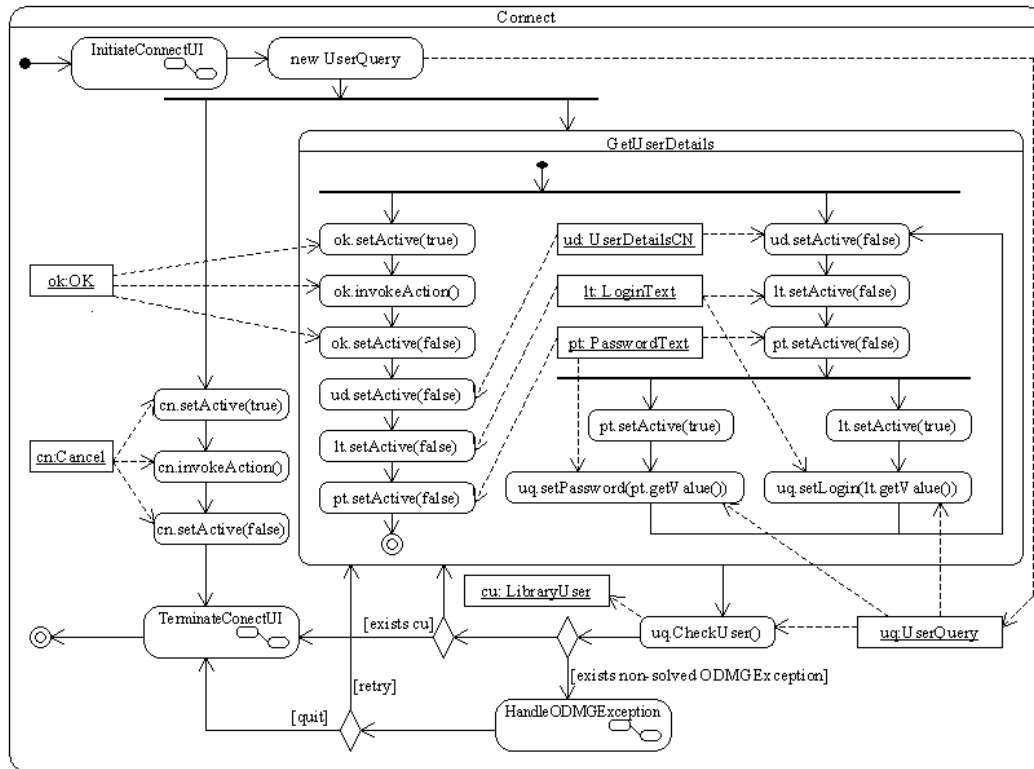 Connect
InitiateConnectUI
new UserQuery
GetUserDetails
ok.setActive(true)
ud: UserDetailsCN
ud.setActive(false)
ok:OK
ok.invokeAction()
lt: LoginText
lt.setActive(false)
ok.setActive(false)
pt: PasswordText
pt.setActive(false)
ud.setActive(false)
cn.setActive(true)
pt.setActive(true)
lt.setActive(true)
lt.setActive(false)
cn:Cancel
cn.invokeAction()
pt.setActive(false)
uq.setPassword(pt.getValue())
uq.setLogin(lt.getValue())
cn.setActive(false)
cu: LibraryUser
TerminateConectUI
[exists cu]
uq.CheckUser()
uq:UserQuery
[exists non-solved ODMGException]
[retry]
[quit]
HandleODMGException